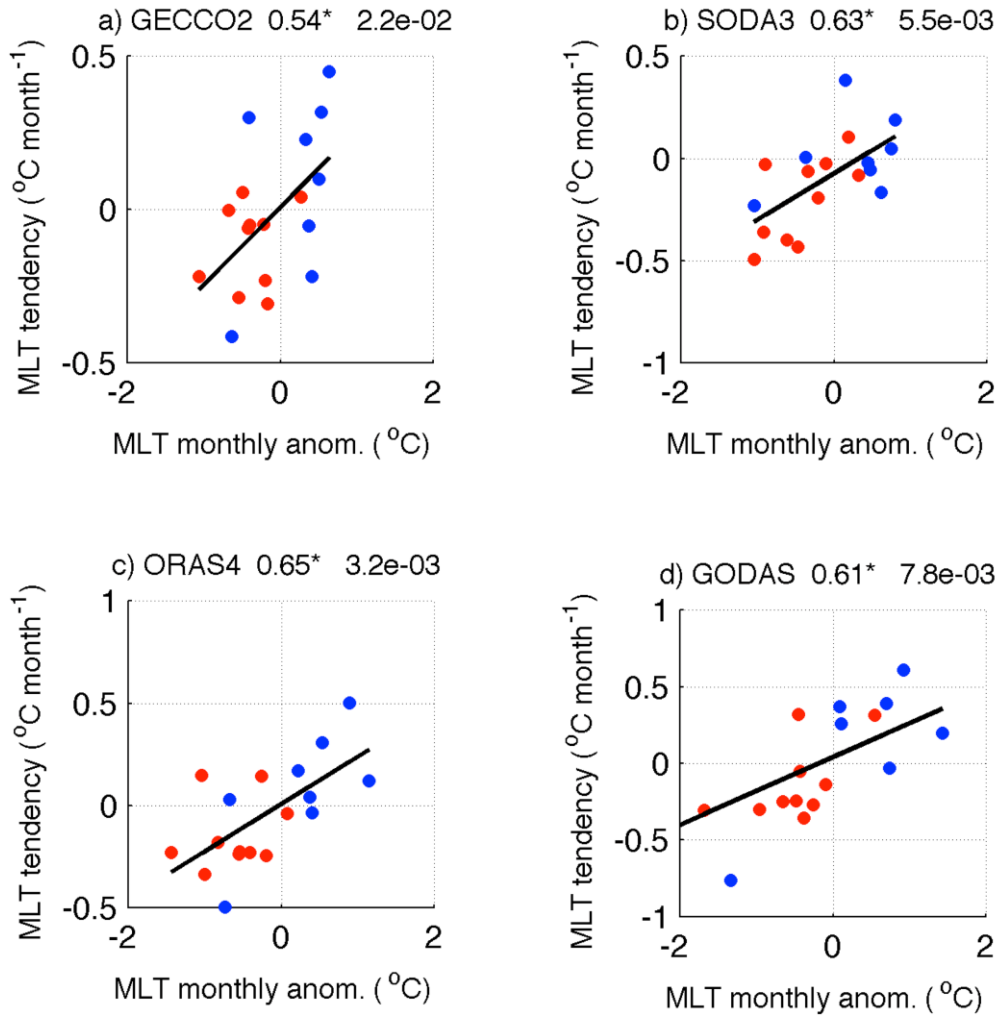 a) GECCO2 0.54* 2.2e-02
MLT tendency (°C month⁻¹)
0.5
0
-0.5
-2 0 2
MLT monthly anom. (°C)
b) SODA3 0.63* 5.5e-03
MLT tendency (°C month⁻¹)
0.5
0
-0.5
-1
-2 0 2
MLT monthly anom. (°C)
c) ORAS4 0.65* 3.2e-03
MLT tendency (°C month⁻¹)
1
0.5
0
-0.5
-2 0 2
MLT monthly anom. (°C)
d) GODAS 0.61* 7.8e-03
MLT tendency (°C month⁻¹)
1
0.5
0
-0.5
-1
-2 0 2
MLT monthly anom. (°C)